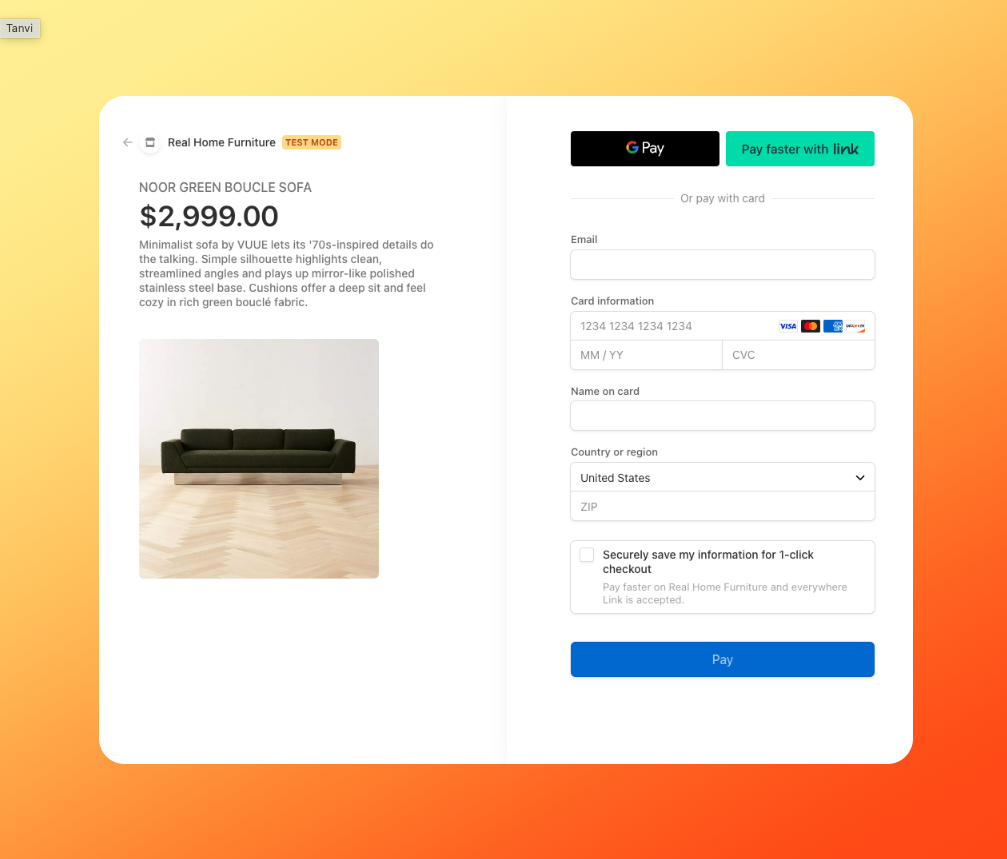 Tanvi
Real Home Furniture TEST MODE
NOOR GREEN BOUCLE SOFA
$2,999.00
Minimalist sofa by VUUE lets its '70s-inspired details do
the talking. Simple silhouette highlights clean,
streamlined angles and plays up mirror-like polished
stainless steel base. Cushions offer a deep sit and feel
cozy in rich green bouclé fabric.
G Pay
Pay faster with link
Or pay with card
Email
Card information
1234 1234 1234 1234 VISA
MM / YY CVC
Name on card
Country or region
United States
ZIP
Securely save my information for 1-click
checkout
Pay faster on Real Home Furniture and everywhere
Link is accepted.
Pay